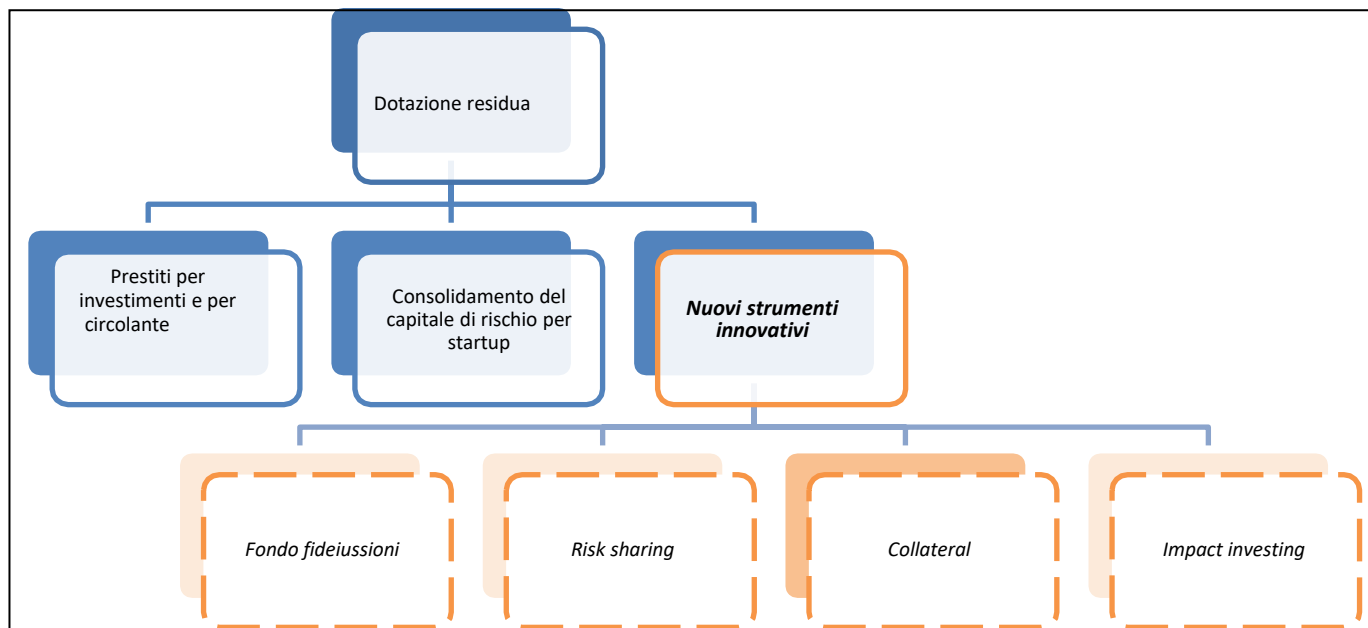 Dotazione residua
Prestiti per
investimenti e per
circolante
Consolidamento del
capitale di rischio per
startup
Nuovi strumenti
innovativi
Fondo fideiussioni
Risk sharing
Collateral
Impact investing